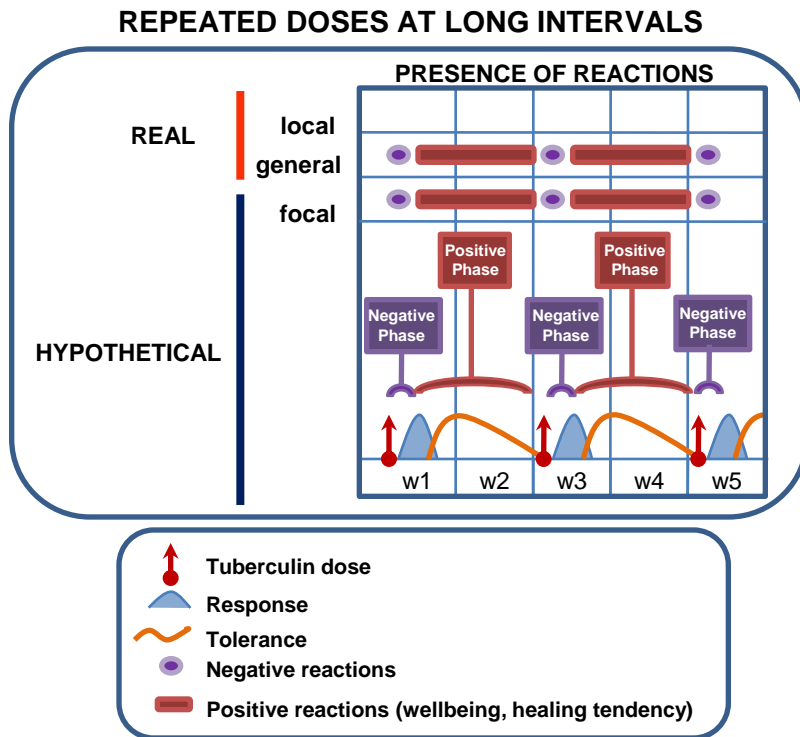 REPEATED DOSES AT LONG INTERVALS
PRESENCE OF REACTIONS
REAL
local
general
focal
HYPOTHETICAL
Positive
Phase
Positive
Phase
Negative
Phase
Negative
Phase
Negative
Phase
w1 w2 w3 w4 w5
Tuberculin dose
Response
Tolerance
Negative reactions
Positive reactions (wellbeing, healing tendency)